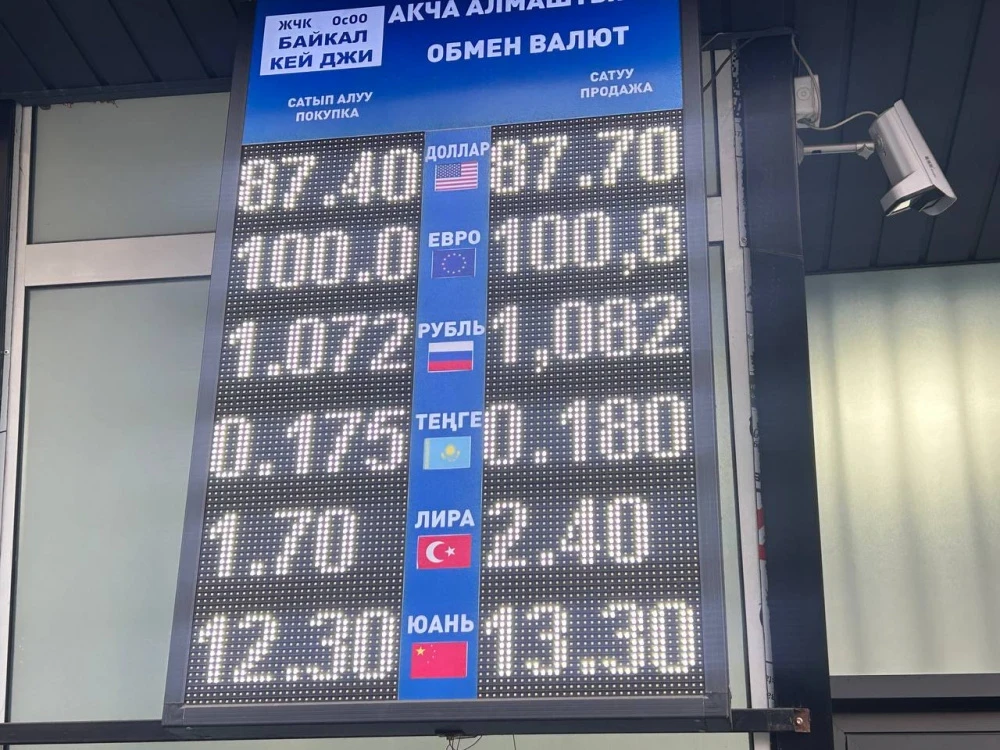 ЖЧК ОсОО
БАЙКАЛ
КЕЙ ДЖИ
АКЧА
ОБМЕН ВАЛЮТ
САТЫП АЛУУ
ПОКУПКА
САТУУ
ПРОДАЖА
87.40 ДОЛЛАР 87.70
100.0 ЕВРО 100,8
1.072 РУБЛЬ 1,082
0.175 ТЕҢГЕ 0.180
1.70 ЛИРА 2.40
12.30 ЮАНЬ 13.30